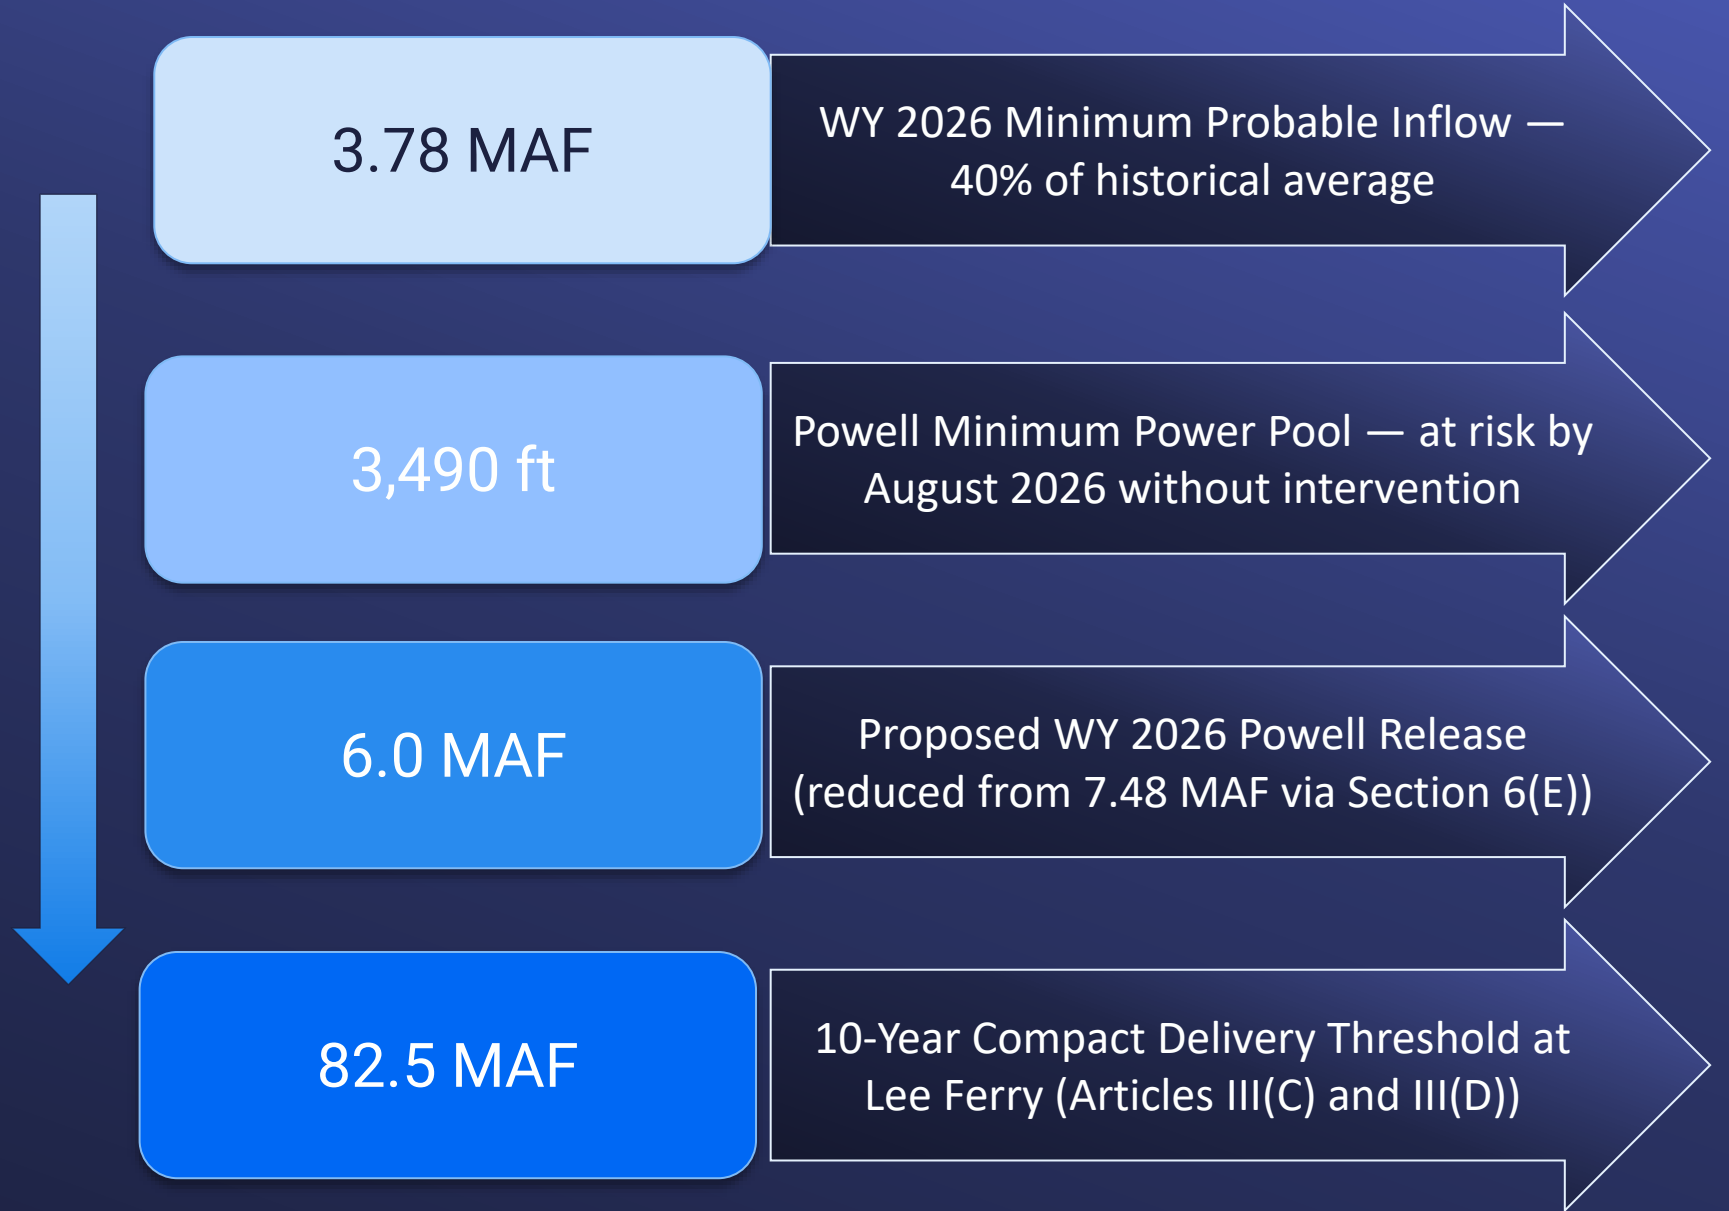 3.78 MAF
WY 2026 Minimum Probable Inflow —
40% of historical average
3,490 ft
Powell Minimum Power Pool — at risk by
August 2026 without intervention
6.0 MAF
Proposed WY 2026 Powell Release
(reduced from 7.48 MAF via Section 6(E))
82.5 MAF
10-Year Compact Delivery Threshold at
Lee Ferry (Articles III(C) and III(D))